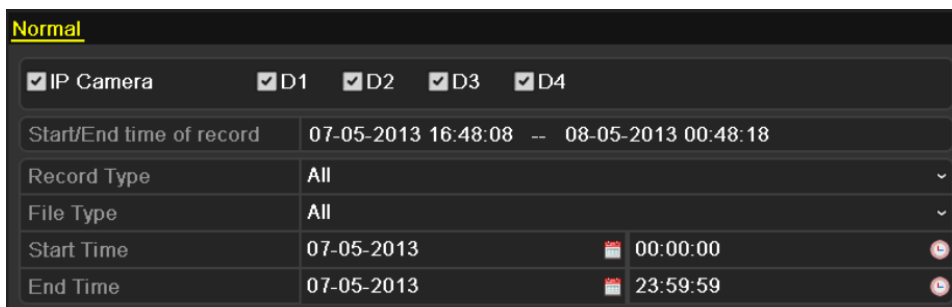 Normal
IP Camera D1 D2 D3 D4
Start/End time of record 07-05-2013 16:48:08 -- 08-05-2013 00:48:18
Record Type All
File Type All
Start Time 07-05-2013 00:00:00
End Time 07-05-2013 23:59:59